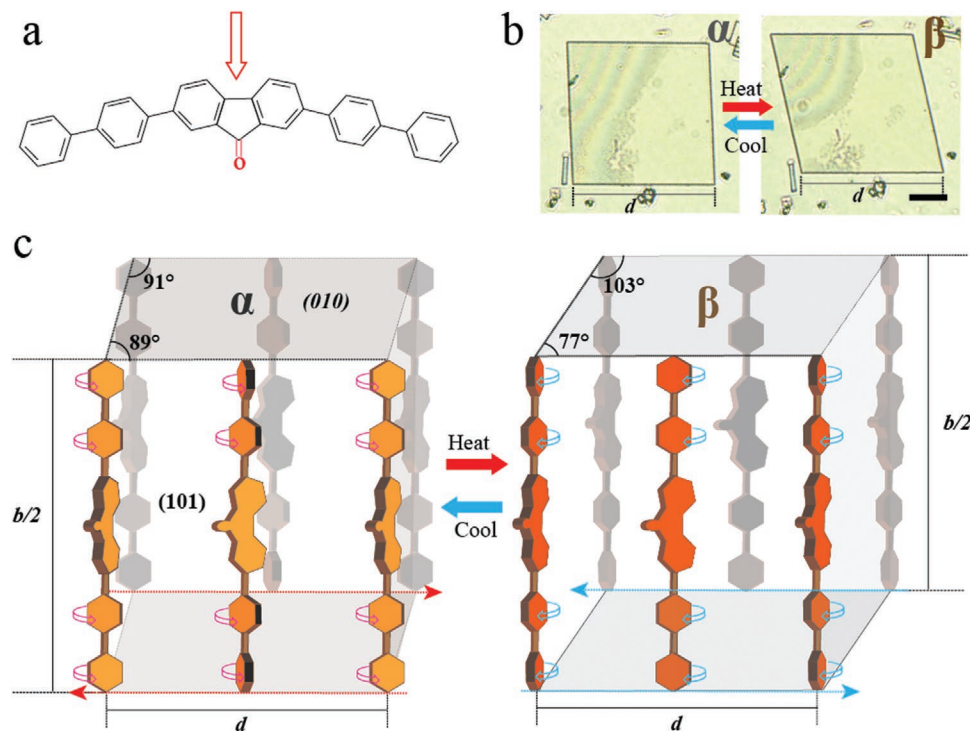 a
O
b
α
β
Heat
Cool
d
d
c
91°
α
(010)
89°
103°
β
77°
b/2
(101)
Heat
Cool
b/2
d
d